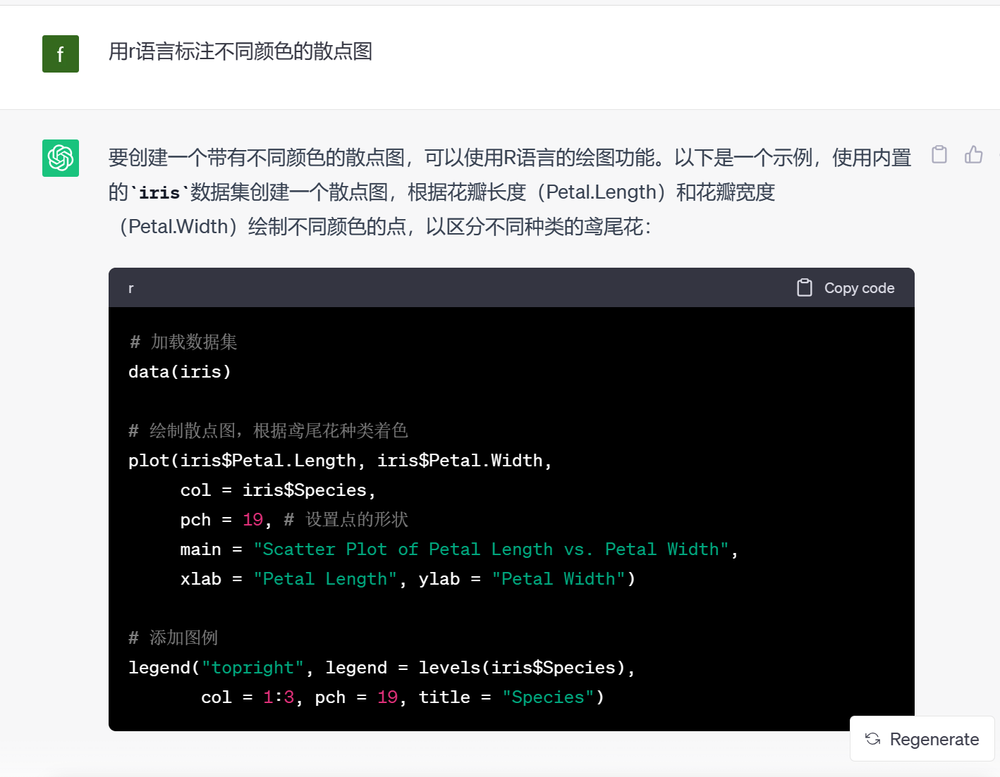 f
用r语言标注不同颜色的散点图
要创建一个带有不同颜色的散点图，可以使用R语言的绘图功能。以下是一个示例，使用内置
的`iris`数据集创建一个散点图，根据花瓣长度（Petal.Length）和花瓣宽度
（Petal.Width）绘制不同颜色的点，以区分不同种类的鸢尾花：
r
Copy code
# 加载数据集
data(iris)
# 绘制散点图，根据鸢尾花种类着色
plot(iris$Petal.Length, iris$Petal.Width,
     col = iris$Species,
     pch = 19, # 设置点的形状
     main = "Scatter Plot of Petal Length vs. Petal Width",
     xlab = "Petal Length", ylab = "Petal Width")
# 添加图例
legend("topright", legend = levels(iris$Species),
       col = 1:3, pch = 19, title = "Species")
Regenerate